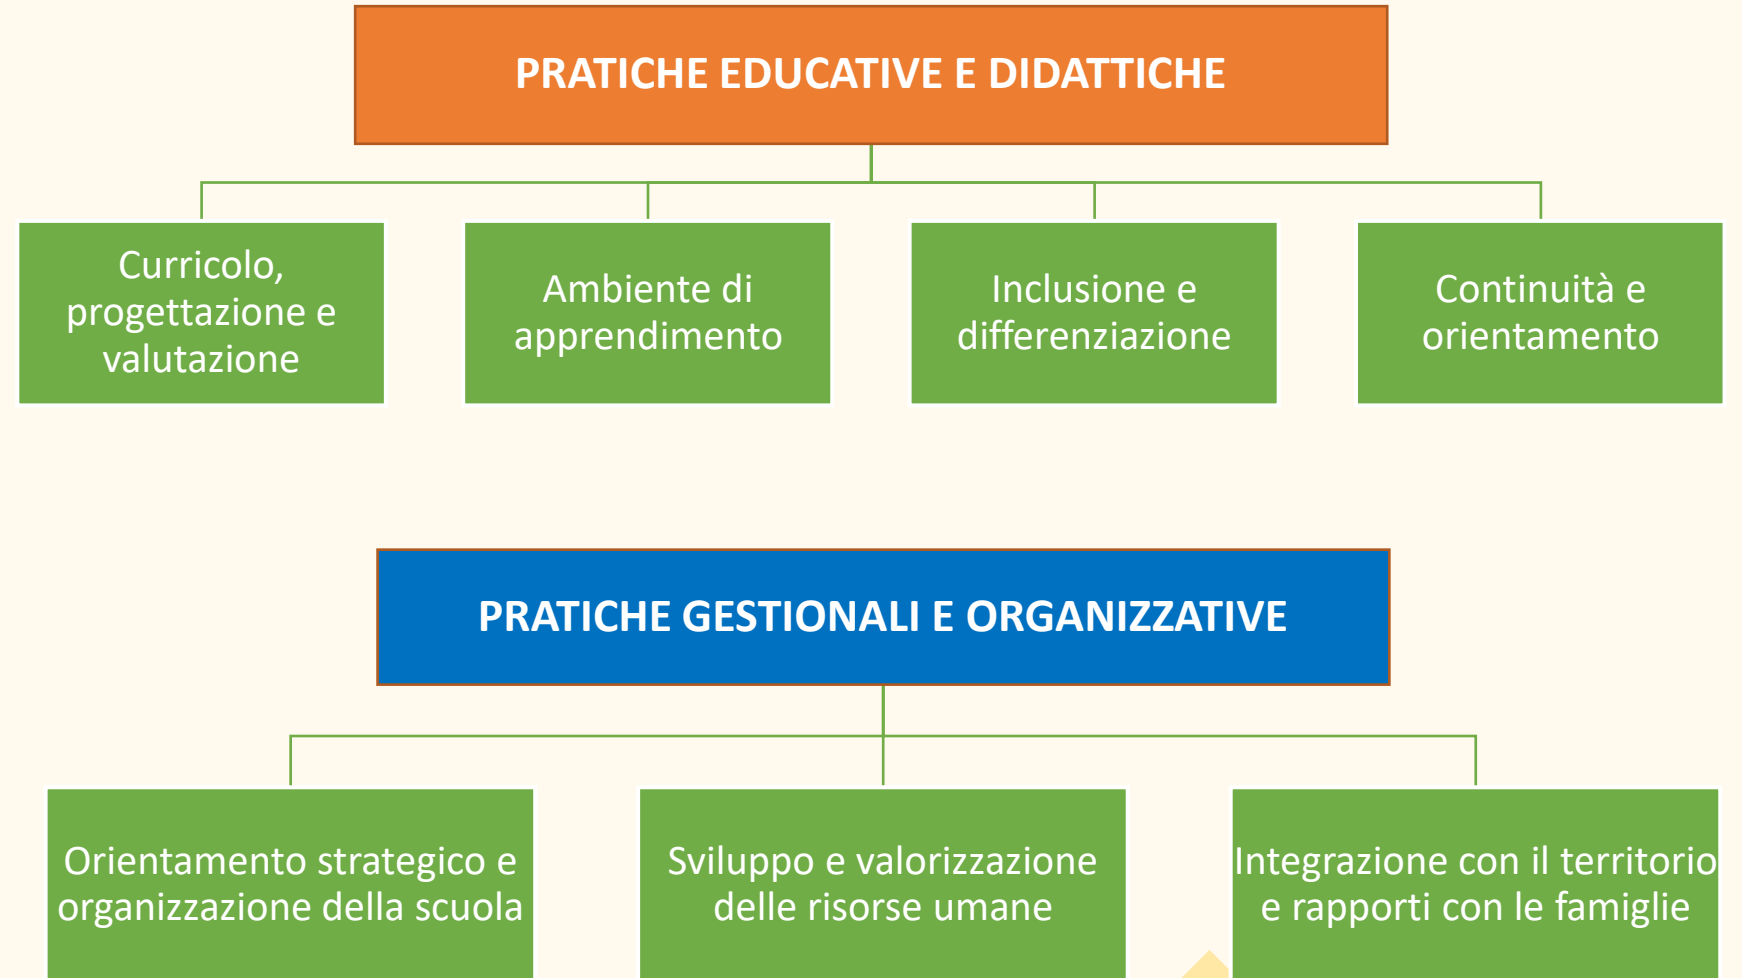 PRATICHE EDUCATIVE E DIDATTICHE
Curricolo,
progettazione e
valutazione
Ambiente di
apprendimento
Inclusione e
differenziazione
Continuità e
orientamento
PRATICHE GESTIONALI E ORGANIZZATIVE
Orientamento strategico e
organizzazione della scuola
Sviluppo e valorizzazione
delle risorse umane
Integrazione con il territorio
e rapporti con le famiglie